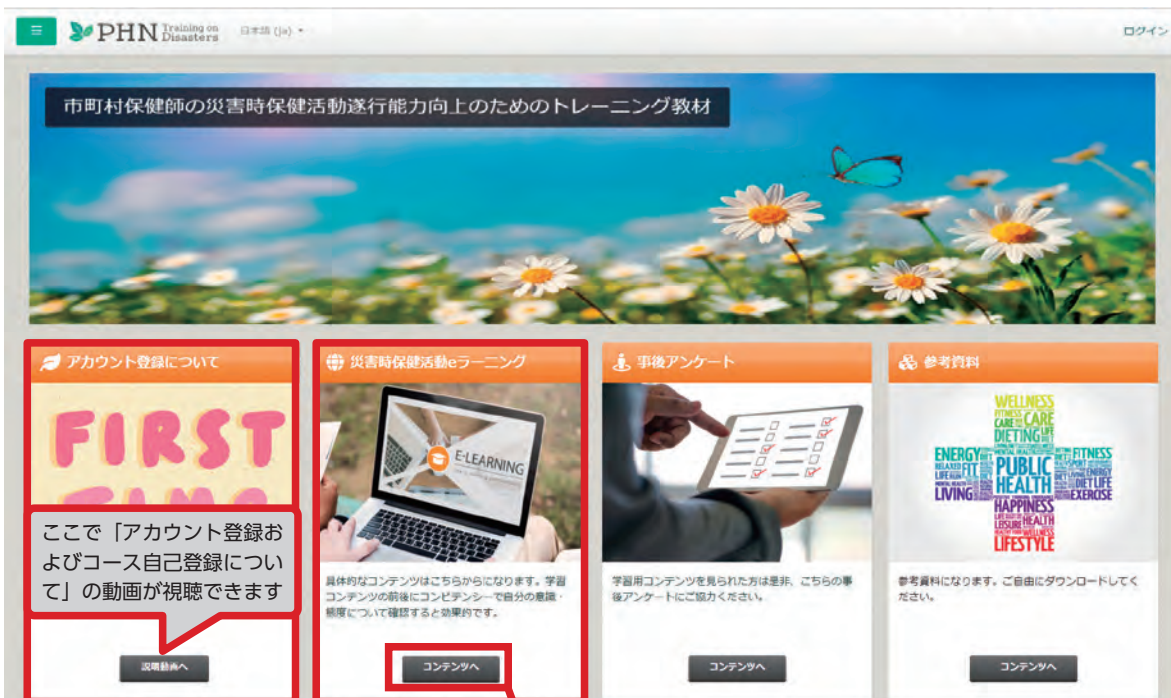 PHN Training on Disasters
日本語 (ja)
ログイン
市町村保健師の災害時保健活動遂行能力向上のためのトレーニング教材
アカウント登録について
FIRST
ここで「アカウント登録お
よびコース自己登録につい
て」の動画が視聴できます
説明動画へ
災害時保健活動eラーニング
E-LEARNING
具体的なコンテンツはこちらからになります。学習
コンテンツの前後にコンピテンシーで自分の意識・
態度について確認すると効果的です。
コンテンツへ
事後アンケート
学習用コンテンツを見られた方は是非、こちらの事
後アンケートにご協力ください。
コンテンツへ
参考資料
WELLNESS
FITNESS
CARE CARE
DIETING LIFE
ENERGY FITNESS
RELAXED FIT SPORT
LIFE PUBLIC ENERGY
HEALTH DIET LIFE
LIVING EXERCISE
HAPPINESS
LEISURE HEALTH
WELLNESS
LIFESTYLE
参考資料になります。ご自由にダウンロードしてく
ださい。
コンテンツへ